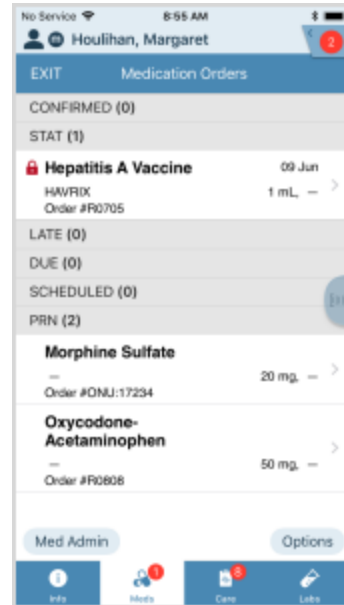 No Service 8:55 AM
Houlihan, Margaret
2
EXIT Medication Orders
CONFIRMED (0)
STAT (1)
Hepatitis A Vaccine 09 Jun
HAVRIX 1 mL, —
Order #R0705
LATE (0)
DUE (0)
SCHEDULED (0)
PRN (2)
Morphine Sulfate
— 20 mg, —
Order #ONU:17234
Oxycodone-
Acetaminophen
— 50 mg, —
Order #R0808
Med Admin Options
1 8
Info Meds Care Labs